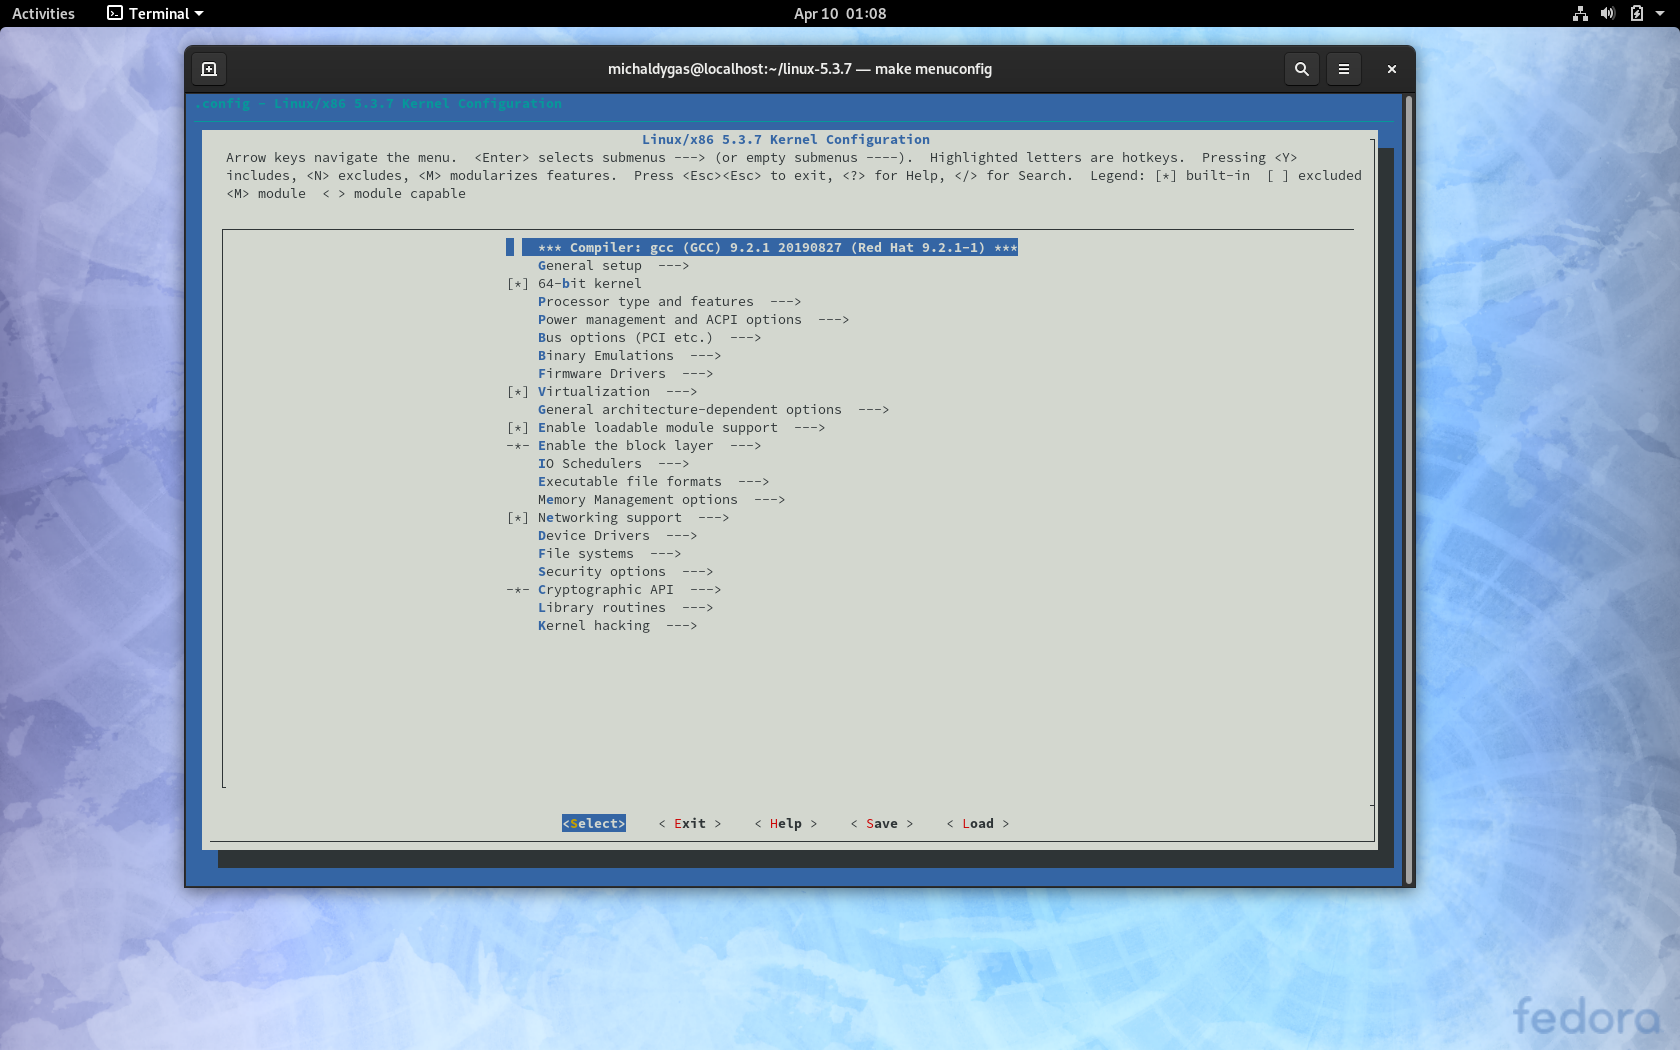 Activities Terminal Apr 10 01:08
michaldygas@localhost:~/linux-5.3.7 — make menuconfig
.config - Linux/x86 5.3.7 Kernel Configuration
Linux/x86 5.3.7 Kernel Configuration
Arrow keys navigate the menu.  <Enter> selects submenus ---> (or empty submenus ----).  Highlighted letters are hotkeys.  Pressing <Y>
includes, <N> excludes, <M> modularizes features.  Press <Esc><Esc> to exit, <?> for Help, </> for Search.  Legend: [*] built-in  [ ] excluded
<M> module  < > module capable
*** Compiler: gcc (GCC) 9.2.1 20190827 (Red Hat 9.2.1-1) ***
General setup  --->
[*] 64-bit kernel
Processor type and features  --->
Power management and ACPI options  --->
Bus options (PCI etc.)  --->
Binary Emulations  --->
Firmware Drivers  --->
[*] Virtualization  --->
General architecture-dependent options  --->
[*] Enable loadable module support  --->
-*- Enable the block layer  --->
IO Schedulers  --->
Executable file formats  --->
Memory Management options  --->
[*] Networking support  --->
Device Drivers  --->
File systems  --->
Security options  --->
-*- Cryptographic API  --->
Library routines  --->
Kernel hacking  --->
<Select>    < Exit >    < Help >    < Save >    < Load >
fedora